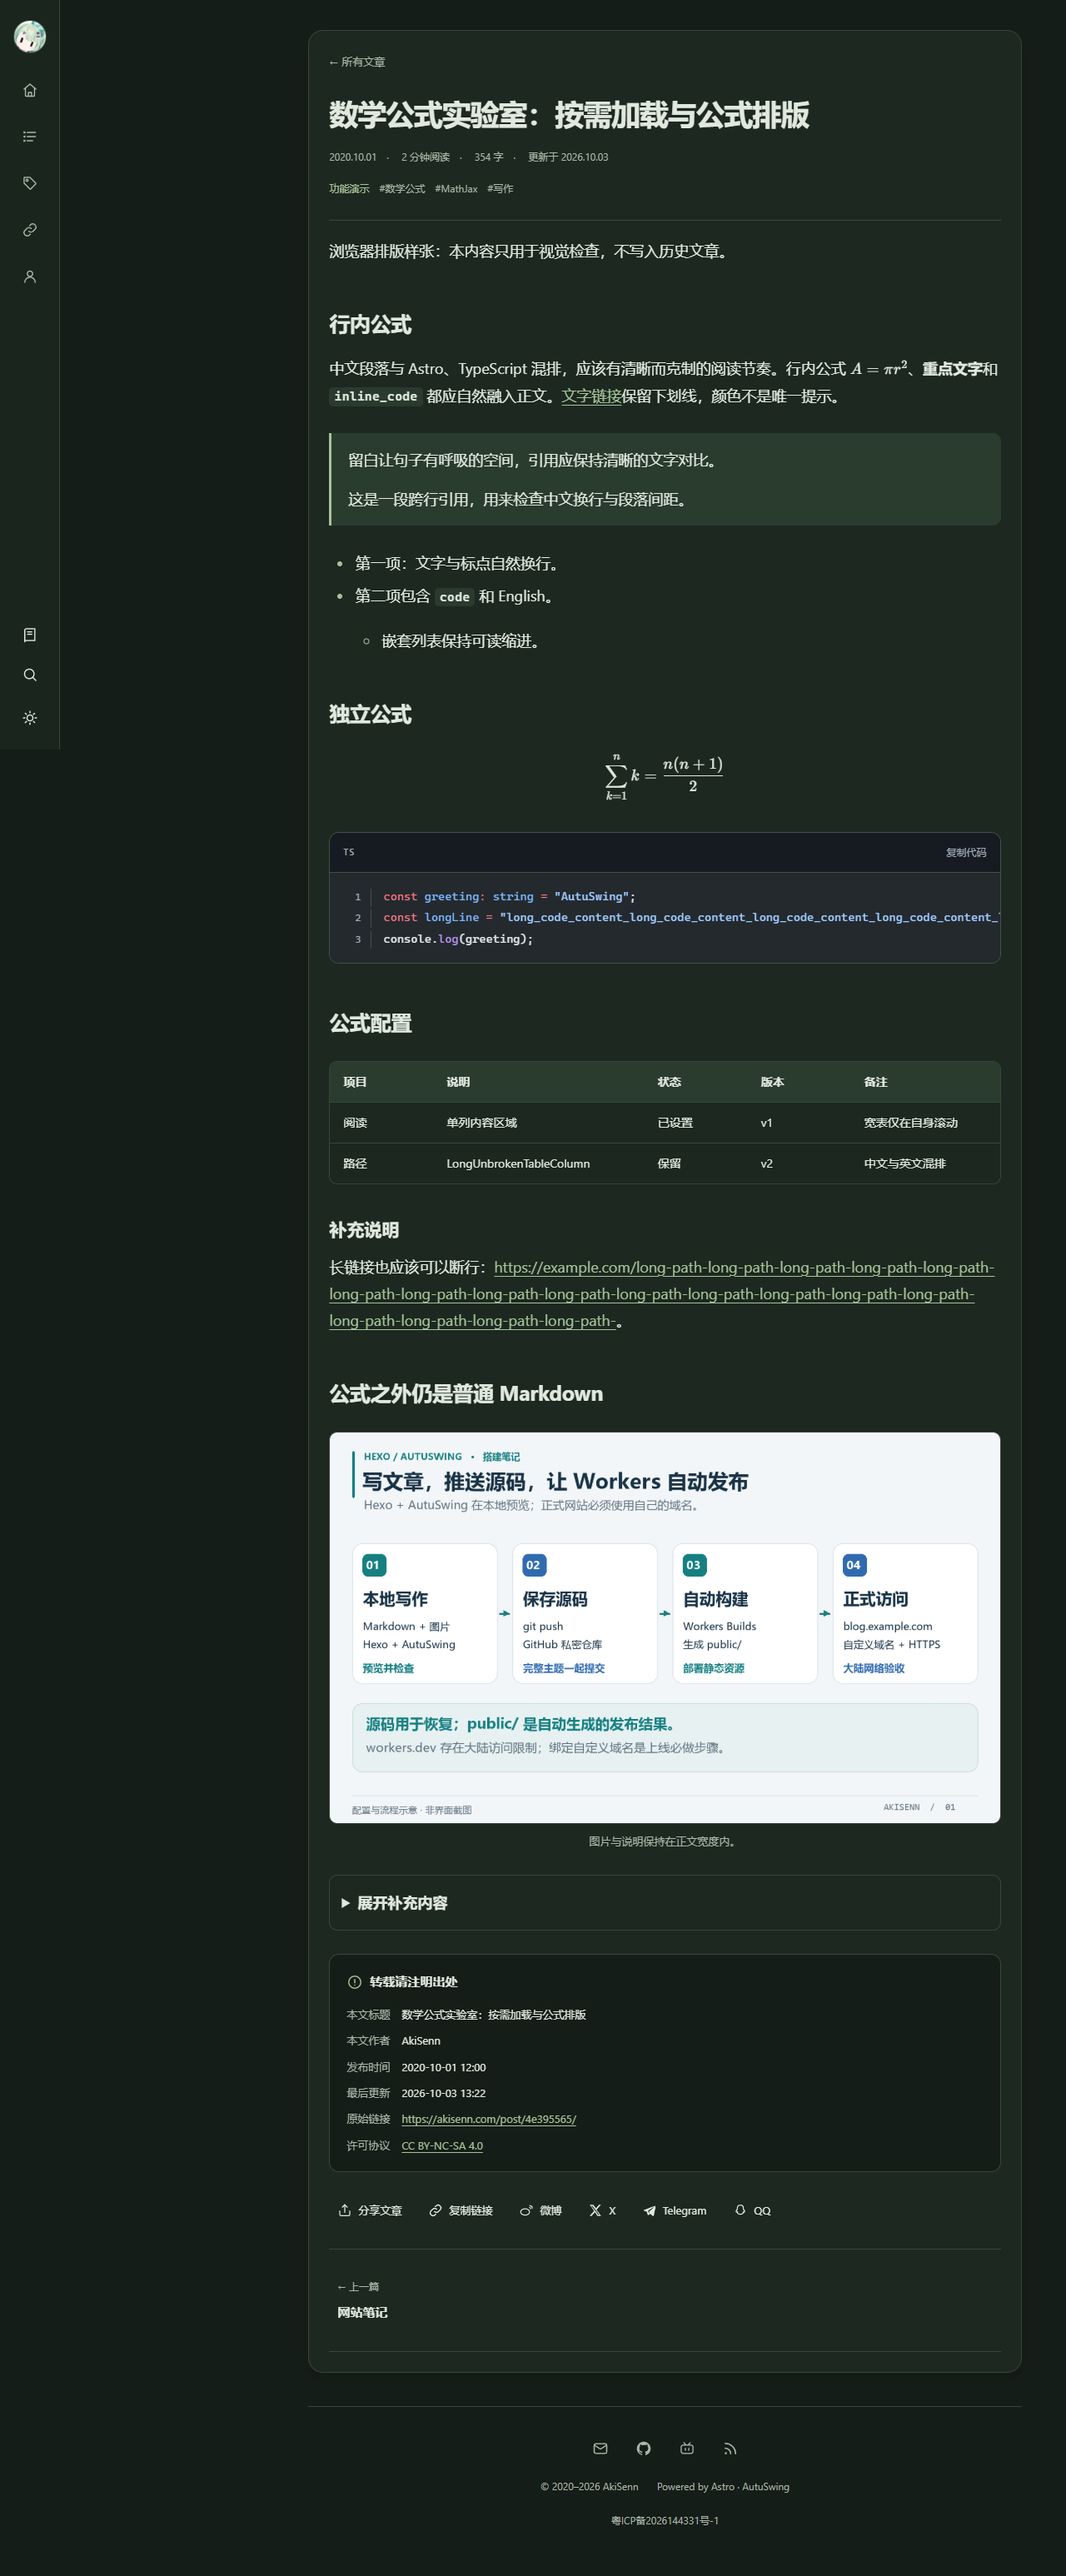 ← 所有文章
数学公式实验室：按需加载与公式排版
2020.10.01 · 2 分钟阅读 · 354 字 · 更新于 2026.10.03
功能演示 #数学公式 #MathJax #写作
浏览器排版样张：本内容只用于视觉检查，不写入历史文章。
行内公式
中文段落与 Astro、TypeScript 混排，应该有清晰而克制的阅读节奏。行内公式 A = πr²、重点文字和
inline_code 都应自然融入正文。文字链接保留下划线，颜色不是唯一提示。
留白让句子有呼吸的空间，引用应保持清晰的文字对比。
这是一段跨行引用，用来检查中文换行与段落间距。
• 第一项：文字与标点自然换行。
• 第二项包含 code 和 English。
◦ 嵌套列表保持可读缩进。
独立公式
∑_{k=1}^{n} k = n(n + 1) / 2
TS 复制代码
1 const greeting: string = "AutuSwing";
2 const longLine = "long_code_content_long_code_content_long_code_content_long_code_content_l
3 console.log(greeting);
公式配置
项目 说明 状态 版本 备注
阅读 单列内容区域 已设置 v1 宽表仅在自身滚动
路径 LongUnbrokenTableColumn 保留 v2 中文与英文混排
补充说明
长链接也应该可以断行：https://example.com/long-path-long-path-long-path-long-path-long-path-
long-path-long-path-long-path-long-path-long-path-long-path-long-path-long-path-long-path-
long-path-long-path-long-path-long-path-。
公式之外仍是普通 Markdown
HEXO / AUTUSWING • 搭建笔记
写文章，推送源码，让 Workers 自动发布
Hexo + AutuSwing 在本地预览；正式网站必须使用自己的域名。
01 02 03 04
本地写作 保存源码 自动构建 正式访问
Markdown + 图片 git push Workers Builds blog.example.com
Hexo + AutuSwing GitHub 私密仓库 生成 public/ 自定义域名 + HTTPS
预览并检查 完整主题一起提交 部署静态资源 大陆网络验收
源码用于恢复；public/ 是自动生成的发布结果。
workers.dev 存在大陆访问限制；绑定自定义域名是上线必做步骤。
配置与流程示意 · 非界面截图 AKISENN / 01
图片与说明保持在正文宽度内。
▶ 展开补充内容
转载请注明出处
本文标题 数学公式实验室：按需加载与公式排版
本文作者 AkiSenn
发布时间 2020-10-01 12:00
最后更新 2026-10-03 13:22
原始链接 https://akisenn.com/post/4e395565/
许可协议 CC BY-NC-SA 4.0
分享文章 复制链接 微博 X Telegram QQ
← 上一篇
网站笔记
© 2020–2026 AkiSenn Powered by Astro · AutuSwing
粤ICP备2026144331号-1